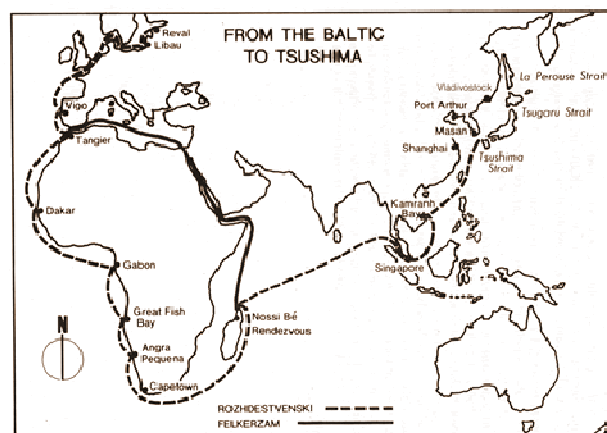 FROM THE BALTIC
TO TSUSHIMA
Reval
Libau
Vigo
Tangier
Dakar
Gabon
Great Fish
Bay
Angra
Pequena
Capetown
N
Nossi Bé
Rendezvous
La Perouse Strait
Vladivostock
Port Arthur
Tsugaru Strait
Masan
Shanghai
Tsushima
Strait
Kamranh
Bay
Singapore
ROZHDESTVENSKI
FELKERZAM